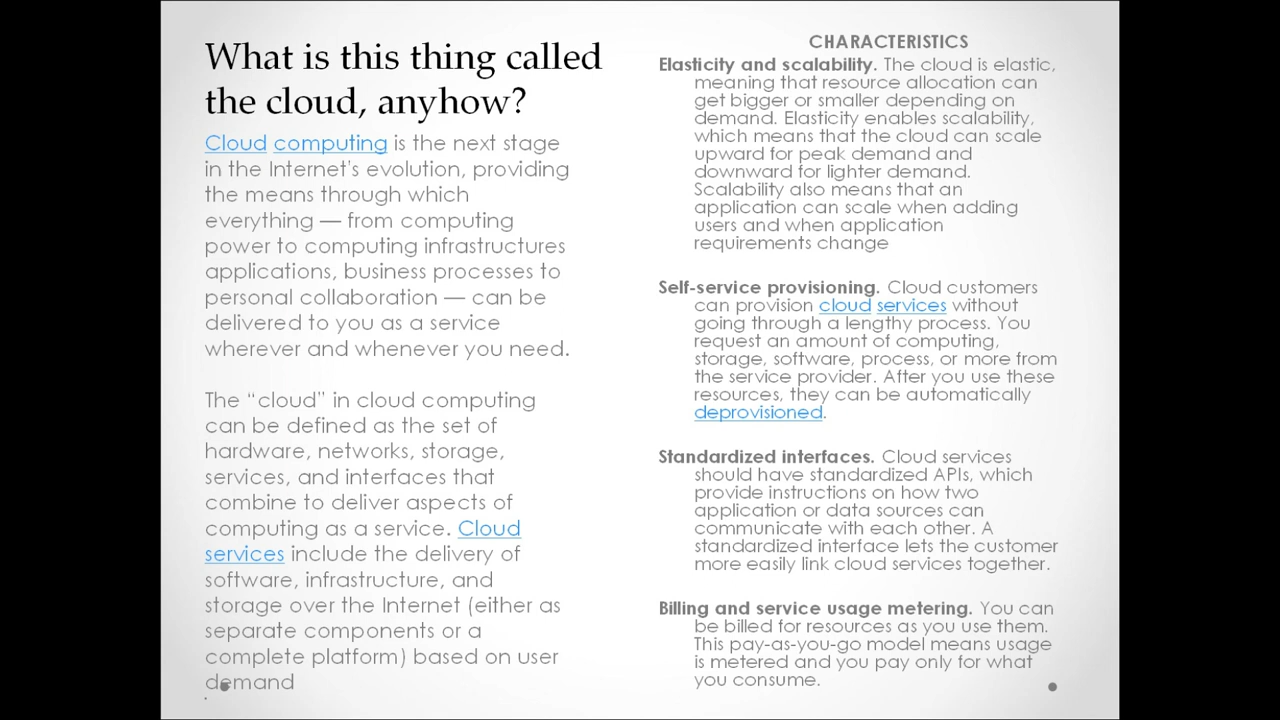 What is this thing called
the cloud, anyhow?
Cloud computing is the next stage
in the Internet's evolution, providing
the means through which
everything — from computing
power to computing infrastructures
applications, business processes to
personal collaboration — can be
delivered to you as a service
wherever and whenever you need.
The “cloud” in cloud computing
can be defined as the set of
hardware, networks, storage,
services, and interfaces that
combine to deliver aspects of
computing as a service. Cloud
services include the delivery of
software, infrastructure, and
storage over the Internet (either as
separate components or a
complete platform) based on user
demand
.
CHARACTERISTICS
Elasticity and scalability. The cloud is elastic,
meaning that resource allocation can
get bigger or smaller depending on
demand. Elasticity enables scalability,
which means that the cloud can scale
upward for peak demand and
downward for lighter demand.
Scalability also means that an
application can scale when adding
users and when application
requirements change
Self-service provisioning. Cloud customers
can provision cloud services without
going through a lengthy process. You
request an amount of computing,
storage, software, process, or more from
the service provider. After you use these
resources, they can be automatically
deprovisioned.
Standardized interfaces. Cloud services
should have standardized APIs, which
provide instructions on how two
application or data sources can
communicate with each other. A
standardized interface lets the customer
more easily link cloud services together.
Billing and service usage metering. You can
be billed for resources as you use them.
This pay-as-you-go model means usage
is metered and you pay only for what
you consume.